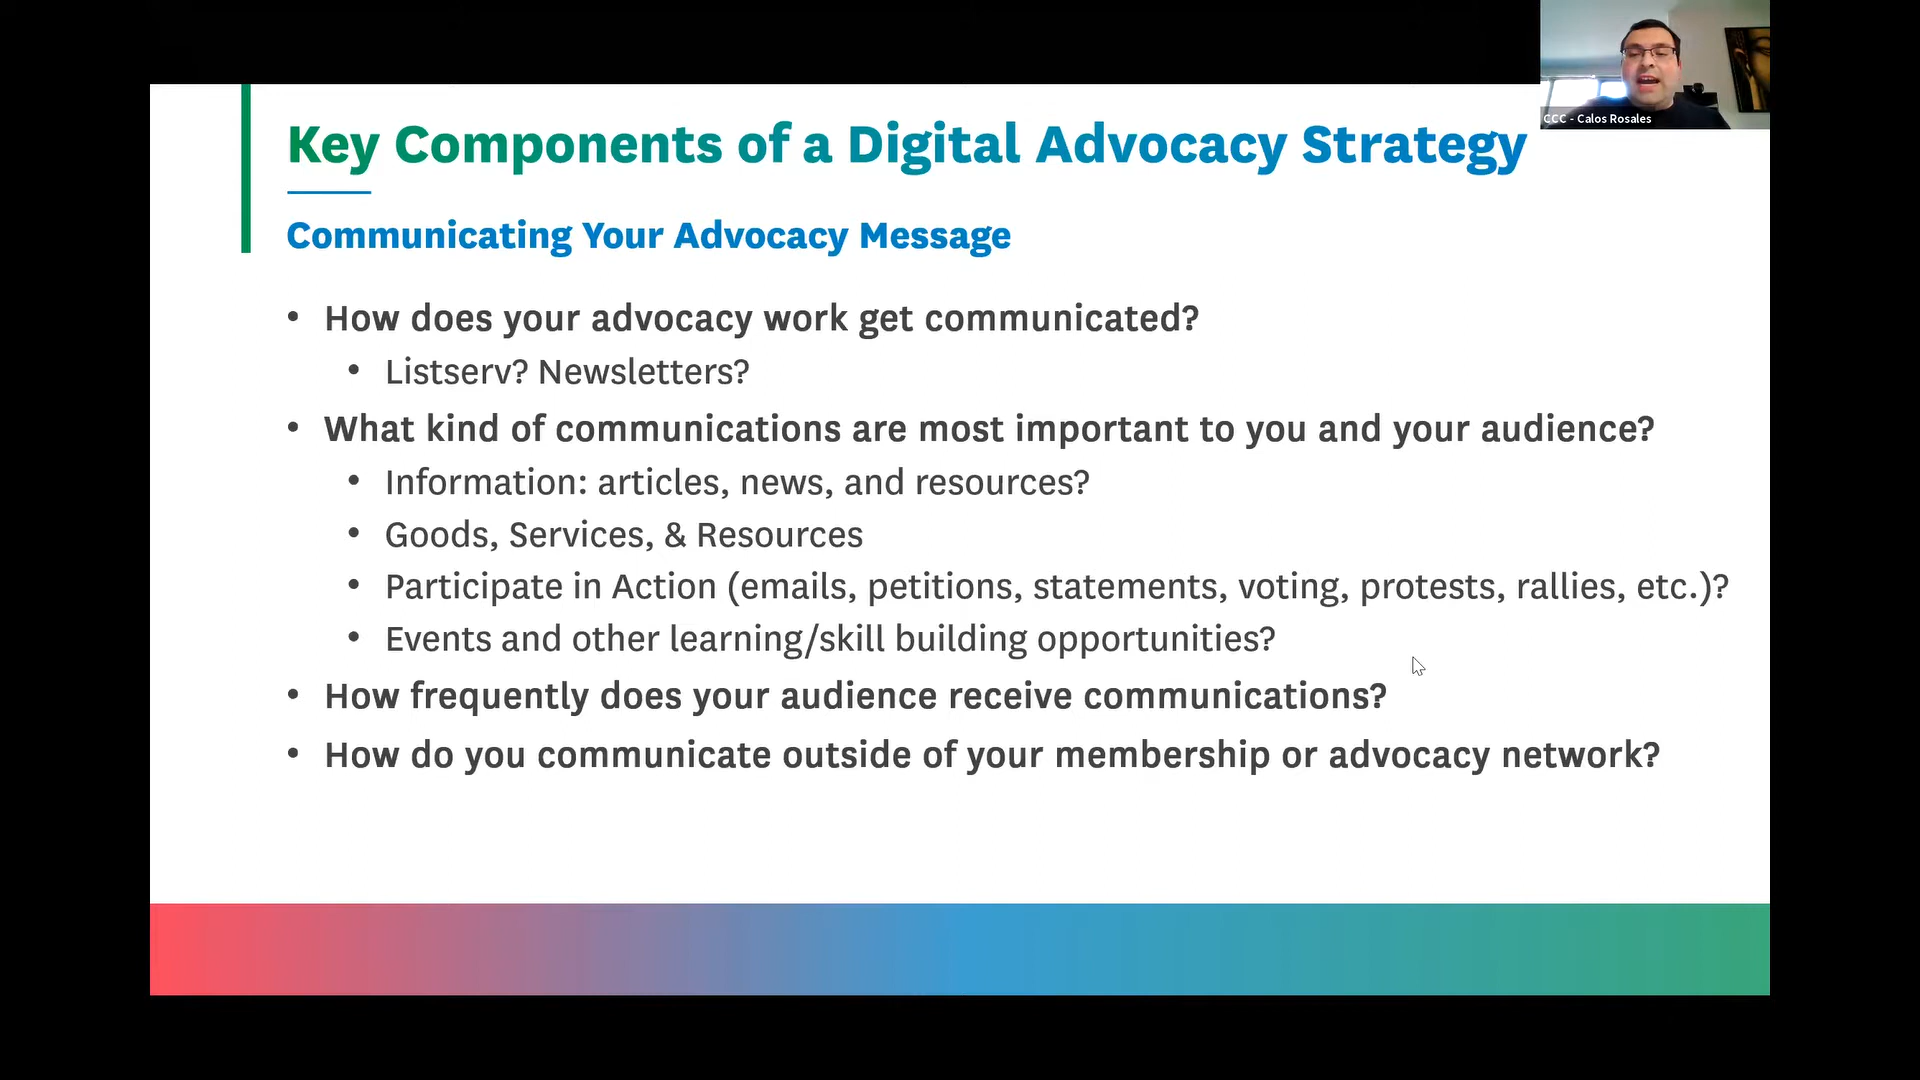 CCC - Calos Rosales
Key Components of a Digital Advocacy Strategy
Communicating Your Advocacy Message
• How does your advocacy work get communicated?
• Listserv? Newsletters?
• What kind of communications are most important to you and your audience?
• Information: articles, news, and resources?
• Goods, Services, & Resources
• Participate in Action (emails, petitions, statements, voting, protests, rallies, etc.)?
• Events and other learning/skill building opportunities?
• How frequently does your audience receive communications?
• How do you communicate outside of your membership or advocacy network?